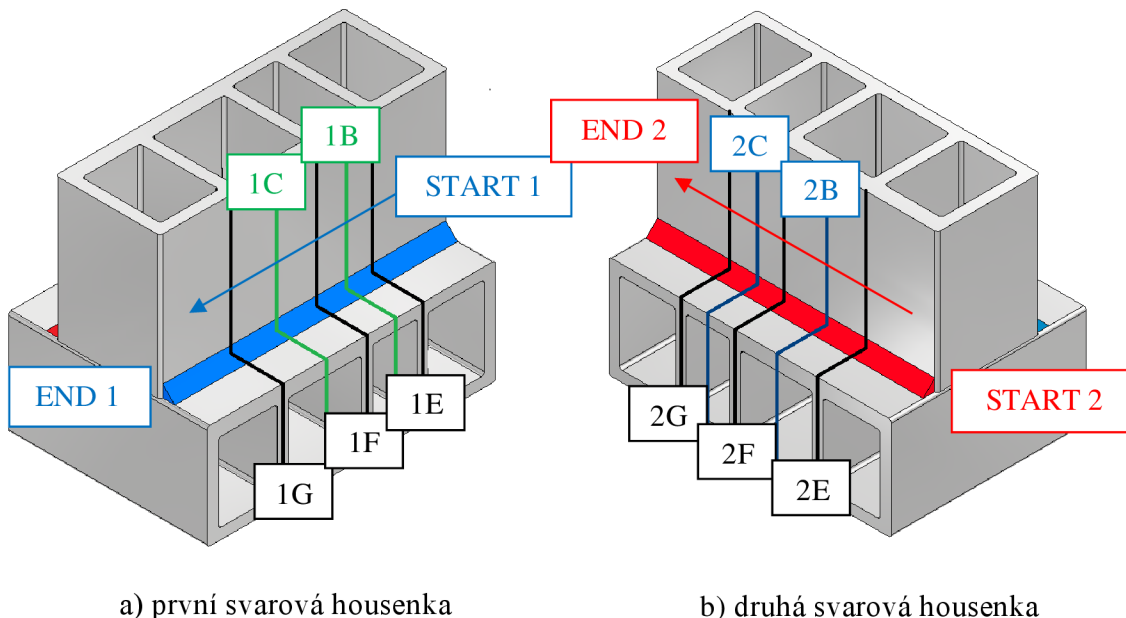 1B
1C
START 1
END 1
1E
1F
1G
END 2
2C
2B
START 2
2G
2F
2E
a) první svarová housenka
b) druhá svarová housenka